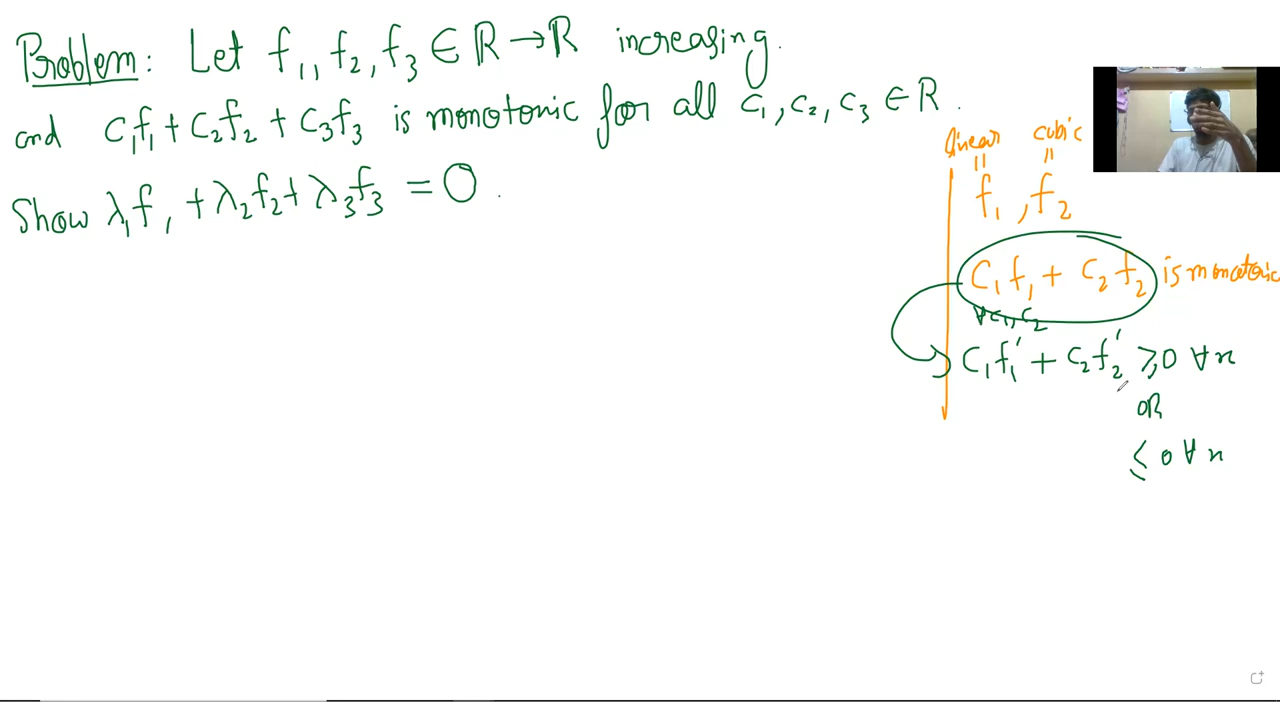 Problem: Let f₁, f₂, f₃ ∈ ℝ → ℝ increasing.
and c₁f₁ + c₂f₂ + c₃f₃ is monotonic for all c₁, c₂, c₃ ∈ ℝ.
Show λ₁f₁ + λ₂f₂ + λ₃f₃ = 0.
linear cubic
|| ||
f₁, f₂
c₁f₁ + c₂f₂ is monotonic
∀ c₁, c₂
c₁f₁' + c₂f₂' ≥ 0 ∀ x
OR
≤ 0 ∀ x